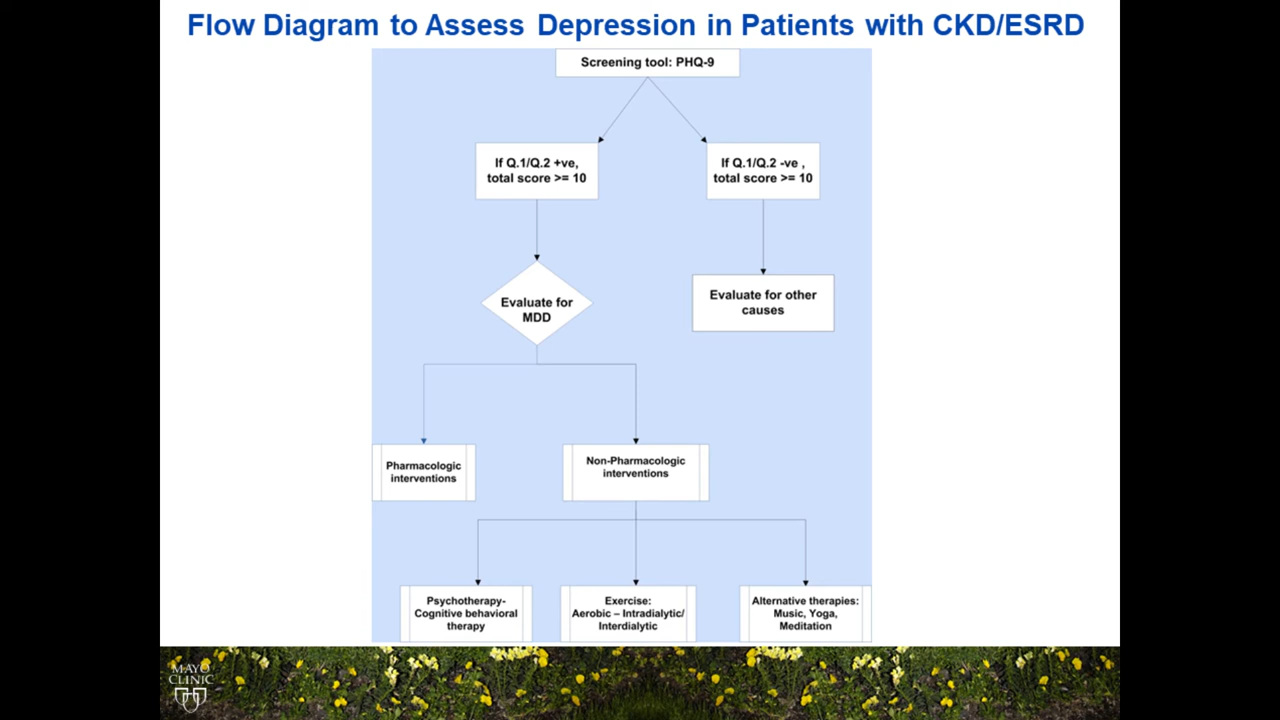 Flow Diagram to Assess Depression in Patients with CKD/ESRD
Screening tool: PHQ-9
If Q.1/Q.2 +ve,
total score >= 10
If Q.1/Q.2 -ve ,
total score >= 10
Evaluate for
MDD
Evaluate for other
causes
Pharmacologic
interventions
Non-Pharmacologic
interventions
Psychotherapy-
Cognitive behavioral
therapy
Exercise:
Aerobic – Intradialytic/
Interdialytic
Alternative therapies:
Music, Yoga,
Meditation
MAYO
CLINIC